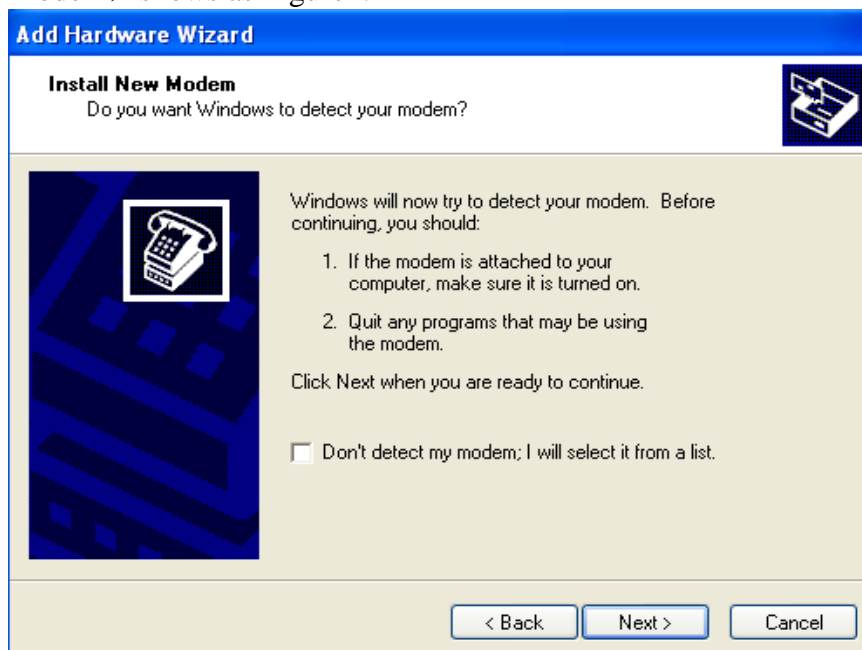 Add Hardware Wizard
Install New Modem
Do you want Windows to detect your modem?
Windows will now try to detect your modem. Before
continuing, you should:
1. If the modem is attached to your
computer, make sure it is turned on.
2. Quit any programs that may be using
the modem.
Click Next when you are ready to continue.
Don't detect my modem; I will select it from a list.
< Back
Next >
Cancel